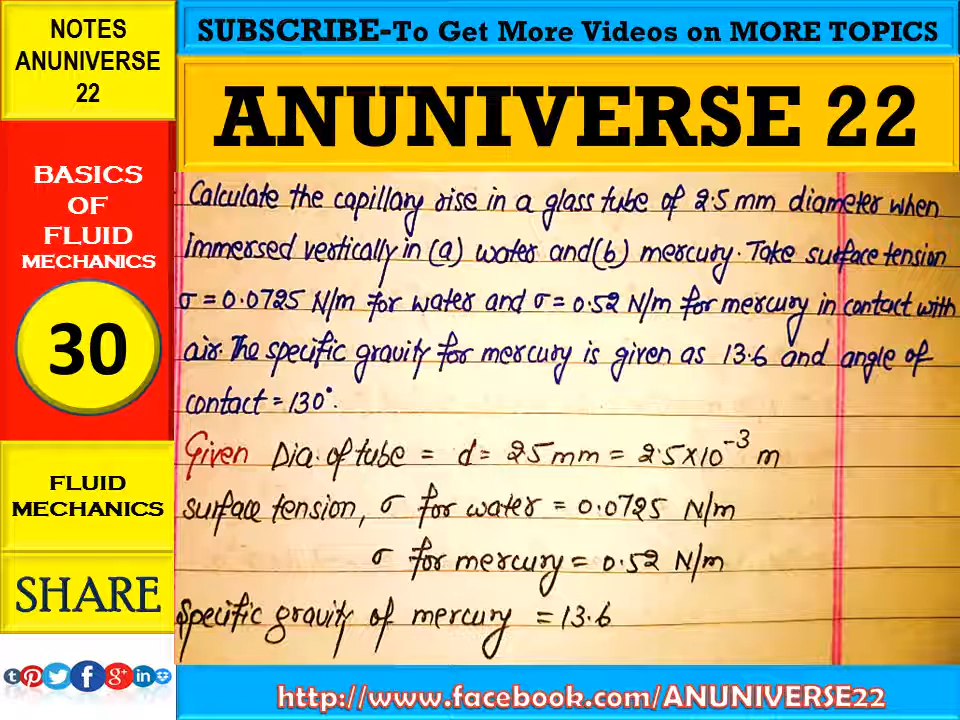 NOTES
ANUNIVERSE
22
SUBSCRIBE-To Get More Videos on MORE TOPICS
ANUNIVERSE 22
BASICS
OF
FLUID
MECHANICS
30
FLUID
MECHANICS
SHARE
Calculate the capillary rise in a glass tube of 2.5 mm diameter when
immersed vertically in (a) water and (b) mercury. Take surface tension
σ = 0.0725 N/m for water and σ = 0.52 N/m for mercury in contact with
air. The specific gravity for mercury is given as 13.6 and angle of
contact = 130°.
Given Dia. of tube = d = 25 mm = 2.5×10⁻³ m
surface tension, σ for water = 0.0725 N/m
σ for mercury = 0.52 N/m
specific gravity of mercury = 13.6
http://www.facebook.com/ANUNIVERSE22